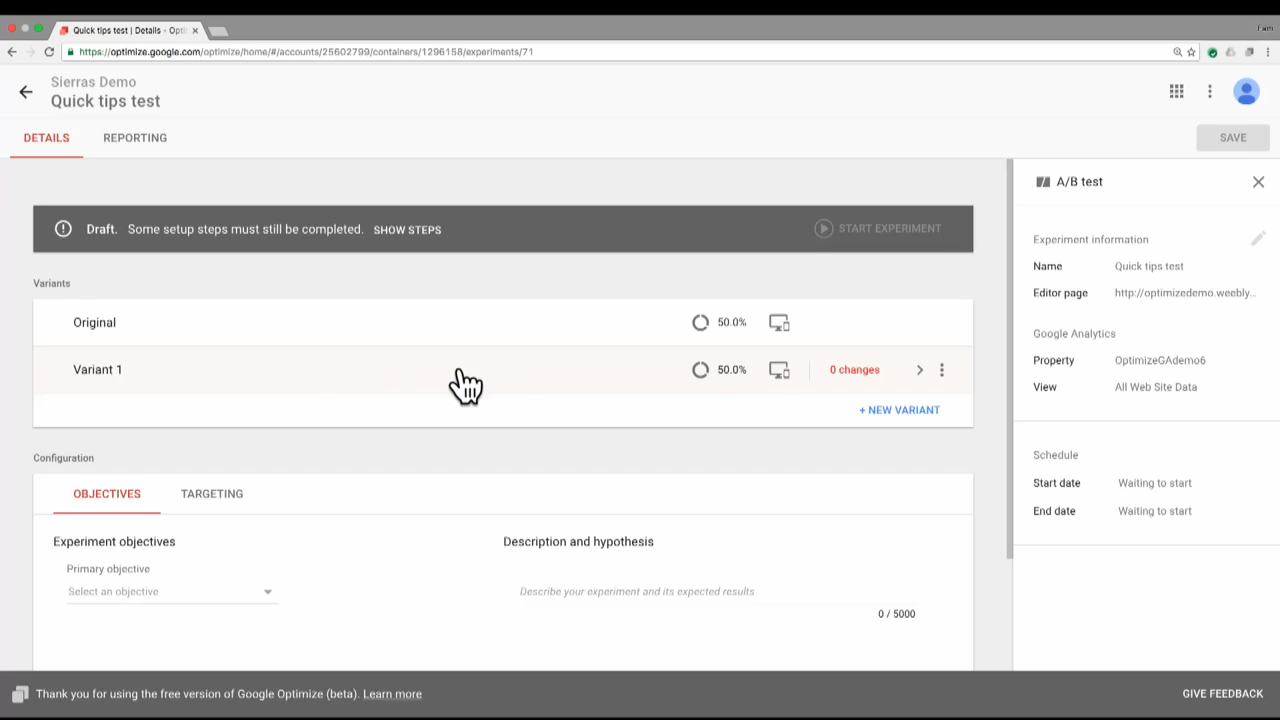 Quick tips test | Details - Opti
https://optimize.google.com/optimize/home/#/accounts/25602799/containers/1296158/experiments/71
Sierras Demo
Quick tips test
DETAILS REPORTING
SAVE
Draft. Some setup steps must still be completed. SHOW STEPS
START EXPERIMENT
Variants
Original 50.0%
Variant 1 50.0% 0 changes
+ NEW VARIANT
Configuration
OBJECTIVES TARGETING
Experiment objectives
Primary objective
Select an objective
Description and hypothesis
Describe your experiment and its expected results
0 / 5000
A/B test
Experiment information
Name Quick tips test
Editor page http://optimizedemo.weebly...
Google Analytics
Property OptimizeGAdemo6
View All Web Site Data
Schedule
Start date Waiting to start
End date Waiting to start
Thank you for using the free version of Google Optimize (beta). Learn more
GIVE FEEDBACK